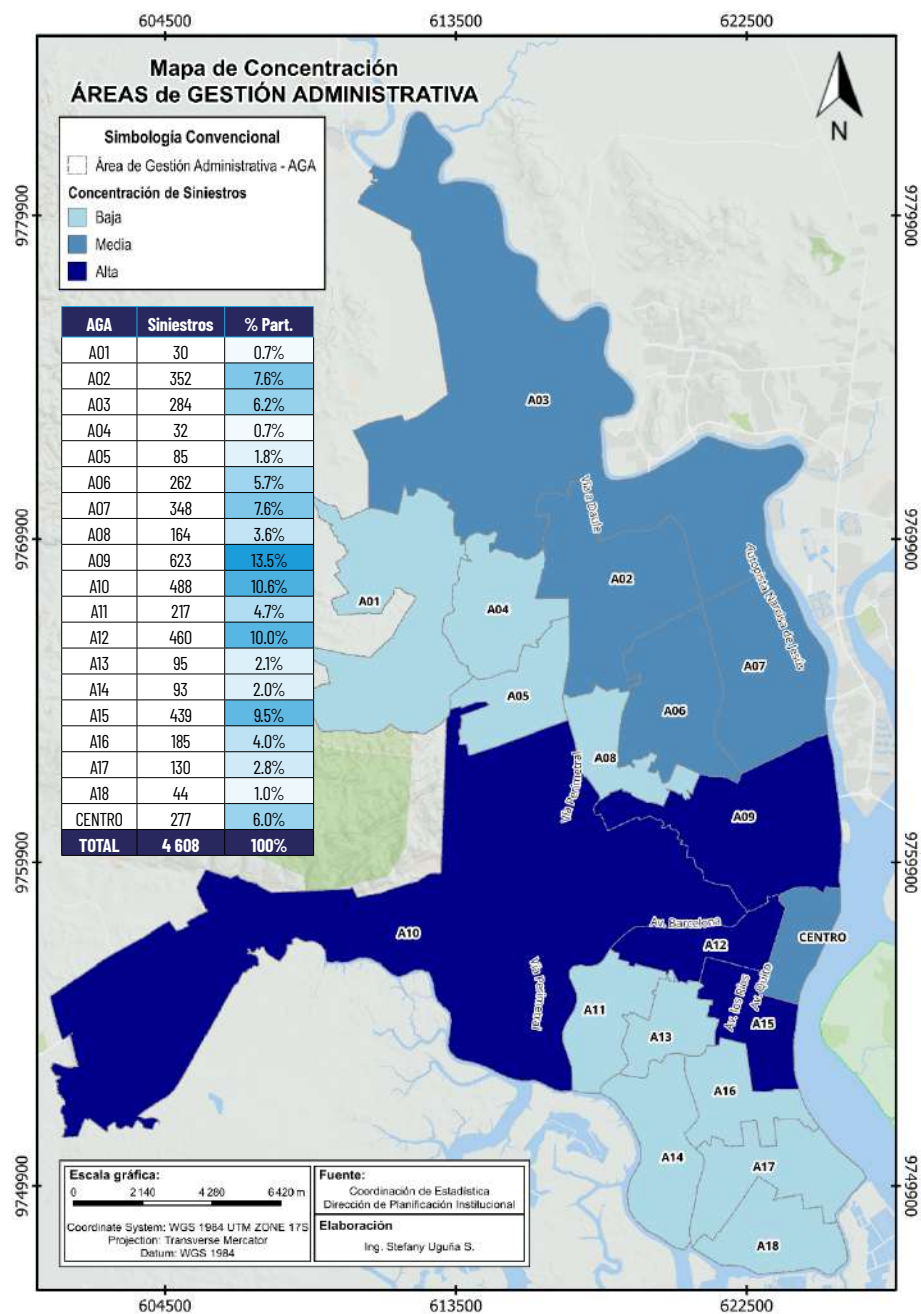 604500 613500 622500
Mapa de Concentración
ÁREAS de GESTIÓN ADMINISTRATIVA
N
Simbología Convencional
Área de Gestión Administrativa - AGA
Concentración de Siniestros
Baja
Media
Alta
9779900 9779900
AGA Siniestros % Part.
A01 30 0.7%
A02 352 7.6%
A03 284 6.2%
A04 32 0.7%
A05 85 1.8%
A06 262 5.7%
A07 348 7.6%
A08 164 3.6%
A09 623 13.5%
A10 488 10.6%
A11 217 4.7%
A12 460 10.0%
A13 95 2.1%
A14 93 2.0%
A15 439 9.5%
A16 185 4.0%
A17 130 2.8%
A18 44 1.0%
CENTRO 277 6.0%
TOTAL 4 608 100%
A03
Vía a Daule
9769900 9769900
Autopista Narcisa de Jesús
A02
A01
A04
A07
A05
A06
A08
Vía Perimetral
A09
9759900 9759900
Av. Barcelona
A10
A12
CENTRO
Vía Perimetral
Av. los Ríos
Av. Quito
A11
A15
A13
A16
A14
A17
A18
9749900 9749900
Escala gráfica:
0 2 140 4 280 6 420 m
Coordinate System: WGS 1984 UTM ZONE 17S
Projection: Transverse Mercator
Datum: WGS 1984
Fuente:
Coordinación de Estadística
Dirección de Planificación Institucional
Elaboración
Ing. Stefany Uguña S.
604500 613500 622500